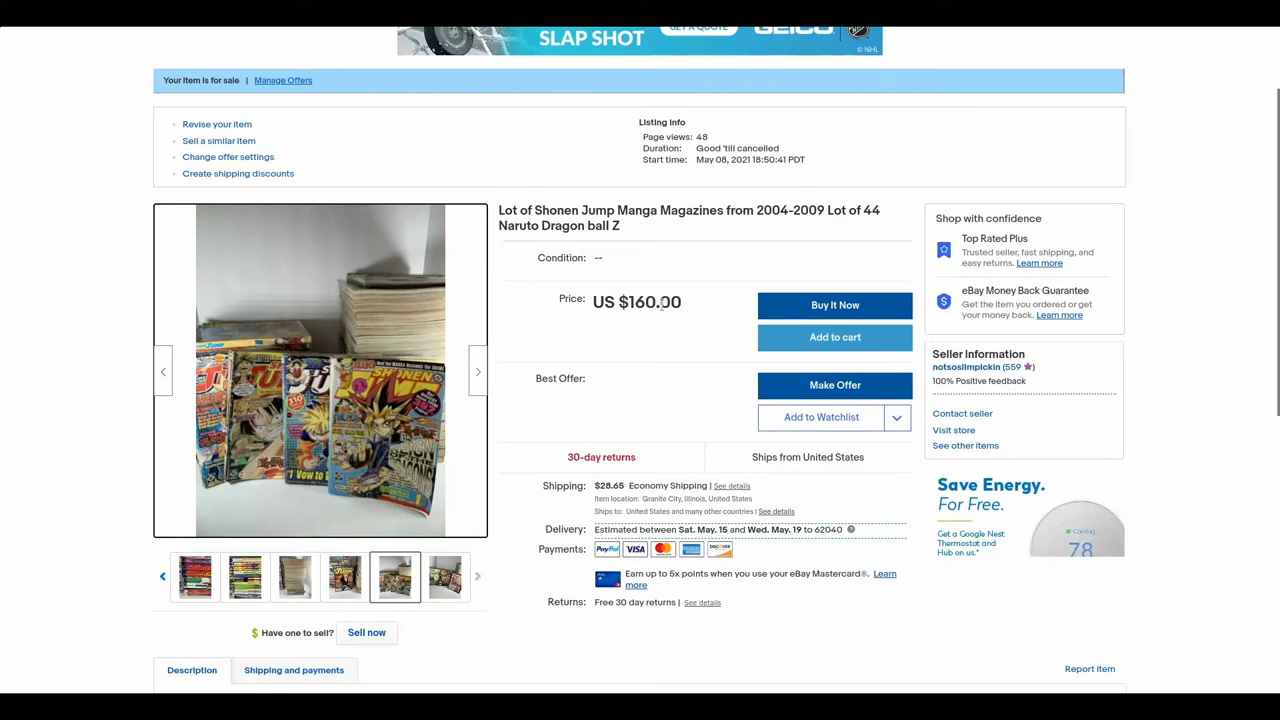 SLAP SHOT
GET A QUOTE
GEICO
© NHL
Your item is for sale | Manage Offers
Revise your item
Sell a similar item
Change offer settings
Create shipping discounts
Listing info
Page views: 48
Duration: Good 'till cancelled
Start time: May 08, 2021 18:50:41 PDT
Lot of Shonen Jump Manga Magazines from 2004-2009 Lot of 44
Naruto Dragon ball Z
Condition: --
Price: US $160.00
Buy It Now
Add to cart
Best Offer:
Make Offer
Add to Watchlist
30-day returns
Ships from United States
Shipping: $28.65 Economy Shipping | See details
Item location: Granite City, Illinois, United States
Ships to: United States and many other countries | See details
Delivery: Estimated between Sat. May. 15 and Wed. May. 19 to 62040
Payments: PayPal VISA
Earn up to 5x points when you use your eBay Mastercard®. Learn
more
Returns: Free 30 day returns | See details
Shop with confidence
Top Rated Plus
Trusted seller, fast shipping, and
easy returns. Learn more
eBay Money Back Guarantee
Get the item you ordered or get
your money back. Learn more
Seller information
notsoslimpickin (559)
100% Positive feedback
Contact seller
Visit store
See other items
Save Energy.
For Free.
Get a Google Nest
Thermostat and
Hub on us.*
Cooling
78
$ Have one to sell? Sell now
Description
Shipping and payments
Report item